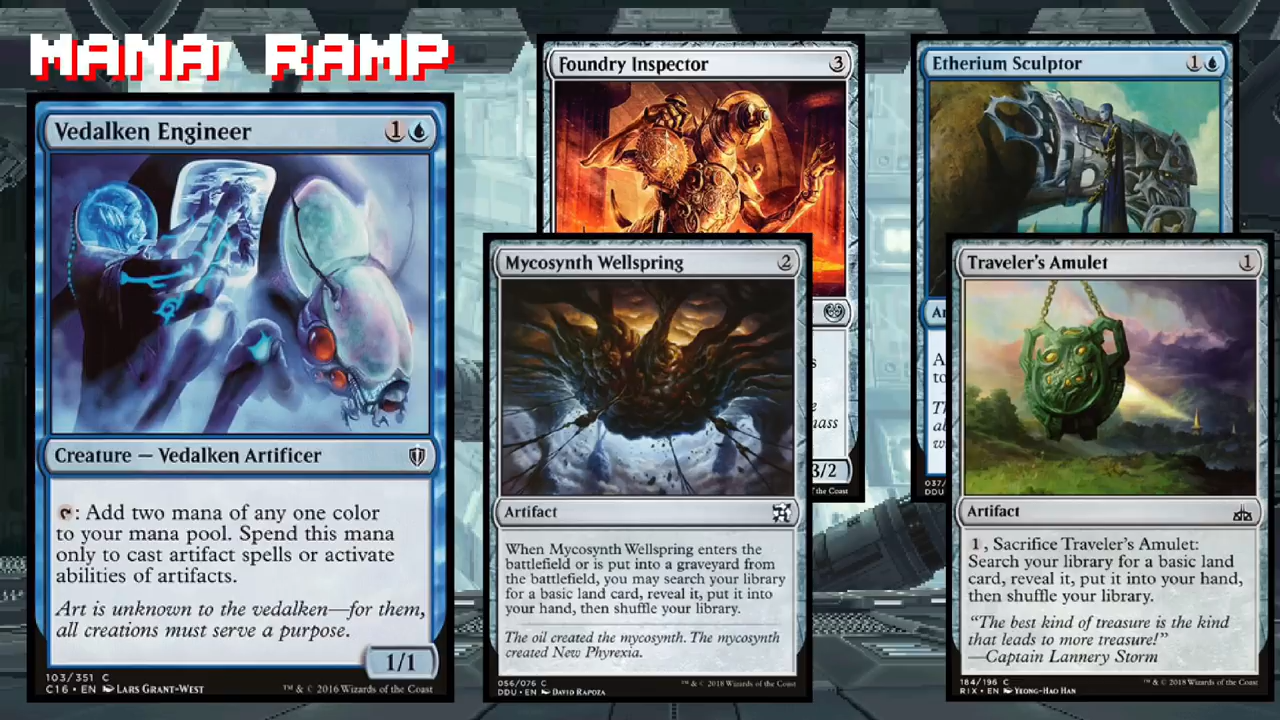 MANA RAMP
Vedalken Engineer 1
Creature — Vedalken Artificer
: Add two mana of any one color
to your mana pool. Spend this mana
only to cast artifact spells or activate
abilities of artifacts.
Art is unknown to the vedalken—for them,
all creations must serve a purpose.
1/1
103/351 C
C16 • EN Lars Grant-West
™ & © 2016 Wizards of the Coast
Foundry Inspector 3
mass
3/2
the Coast
Mycosynth Wellspring 2
Artifact
When Mycosynth Wellspring enters the
battlefield or is put into a graveyard from
the battlefield, you may search your library
for a basic land card, reveal it, put it into
your hand, then shuffle your library.
The oil created the mycosynth. The mycosynth
created New Phyrexia.
056/076 C
DDU • EN David Rapoza
™ & © 2018 Wizards of the Coast
Etherium Sculptor 1
Ar
A
to
Th
ab
w
037/
DDU
Traveler's Amulet 1
Artifact
1, Sacrifice Traveler's Amulet:
Search your library for a basic land
card, reveal it, put it into your hand,
then shuffle your library.
"The best kind of treasure is the kind
that leads to more treasure!"
—Captain Lannery Storm
184/196 C
RIX • EN Yeong-Hao Han
™ & © 2018 Wizards of the Coast